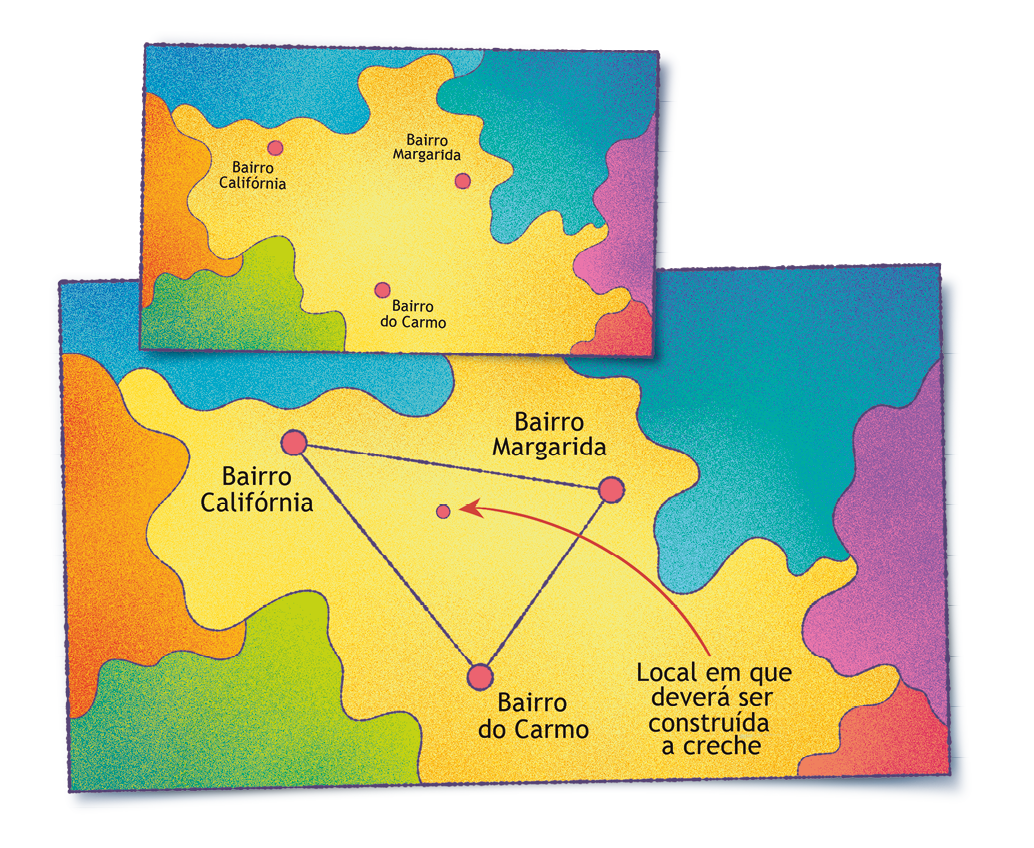 Bairro
Margarida
Bairro
Califórnia
Bairro
do Carmo
Bairro
Margarida
Bairro
Califórnia
Local em que
deverá ser
construída
a creche
Bairro
do Carmo